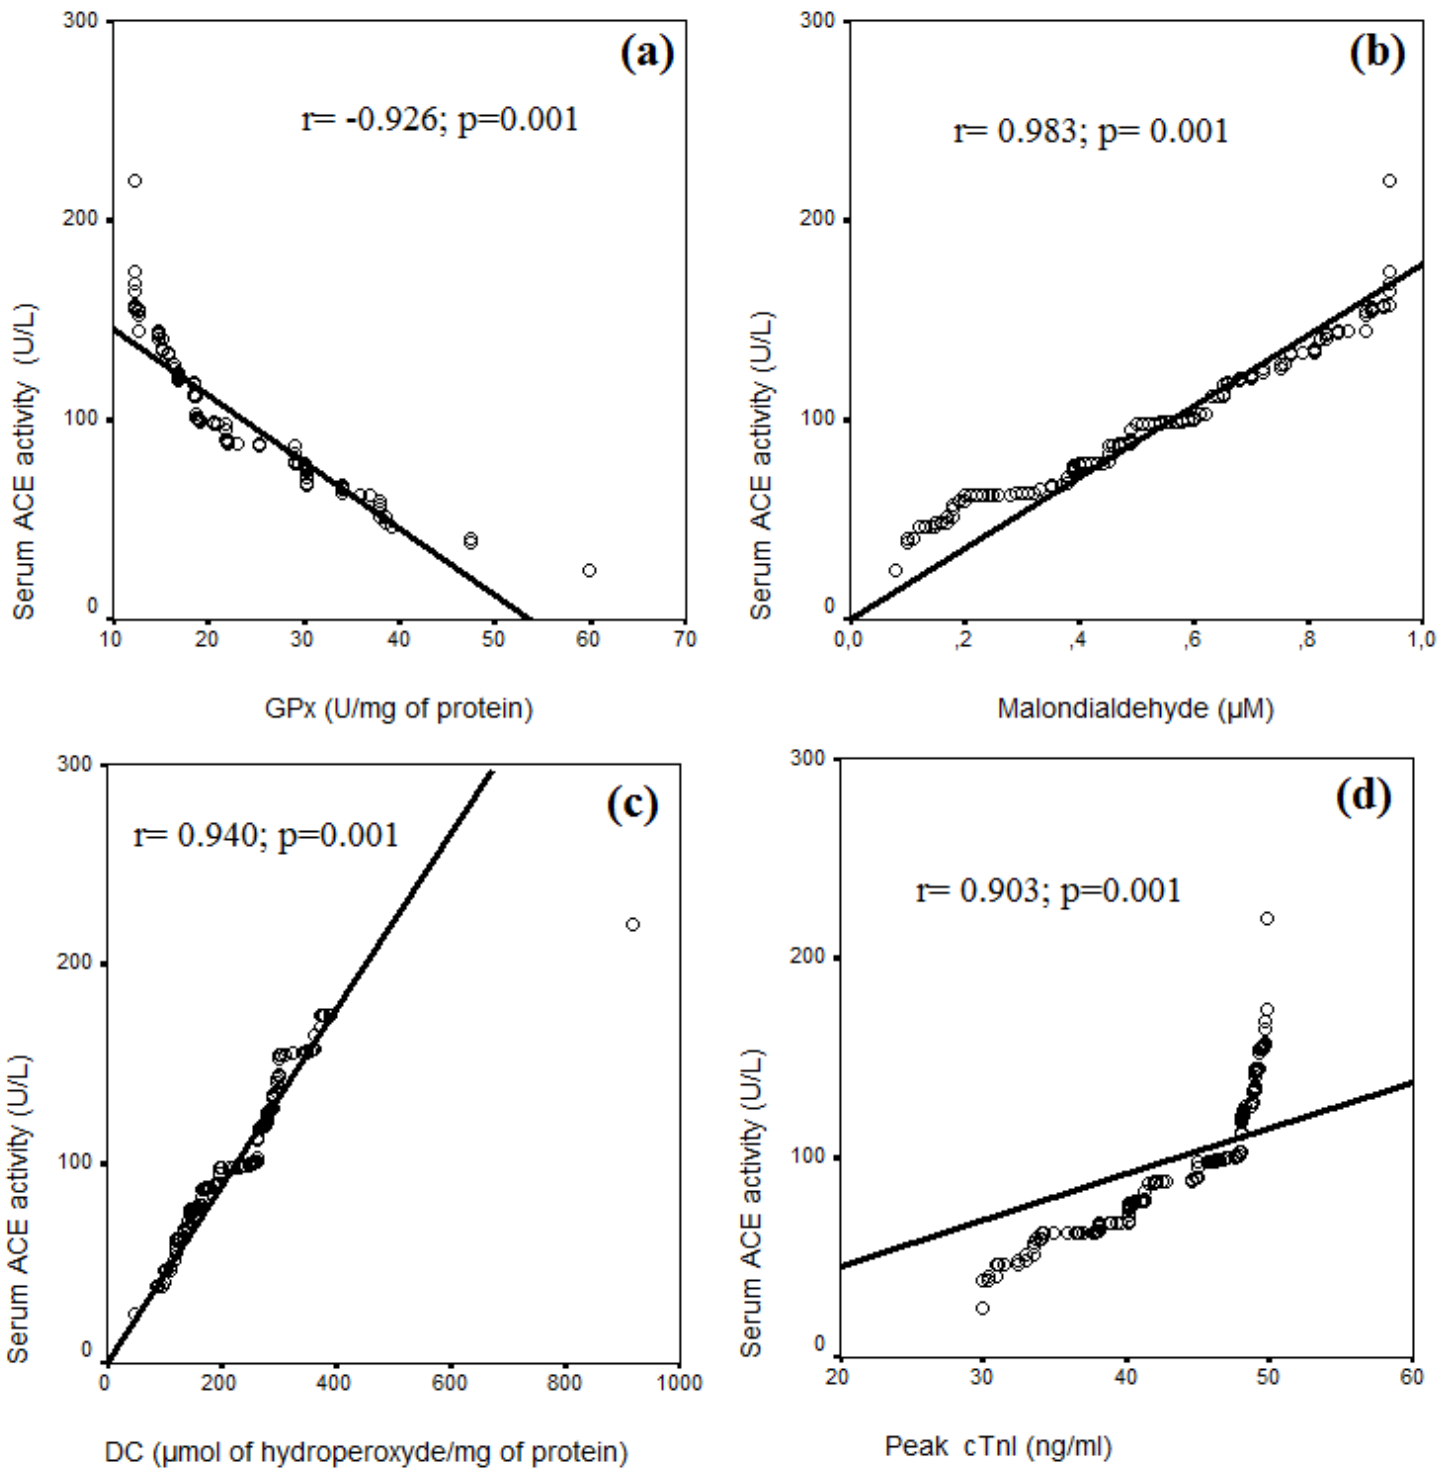 300
(a)
r= -0.926; p=0.001
200
100
0
10 20 30 40 50 60 70
Serum ACE activity (U/L)
GPx (U/mg of protein)
300
(b)
r= 0.983; p= 0.001
200
100
0
0,0 ,2 ,4 ,6 ,8 1,0
Serum ACE activity (U/L)
Malondialdehyde (µM)
300
(c)
r= 0.940; p=0.001
200
100
0
0 200 400 600 800 1000
Serum ACE activity (U/L)
DC (µmol of hydroperoxyde/mg of protein)
300
(d)
r= 0.903; p=0.001
200
100
0
20 30 40 50 60
Serum ACE activity (U/L)
Peak cTnI (ng/ml)